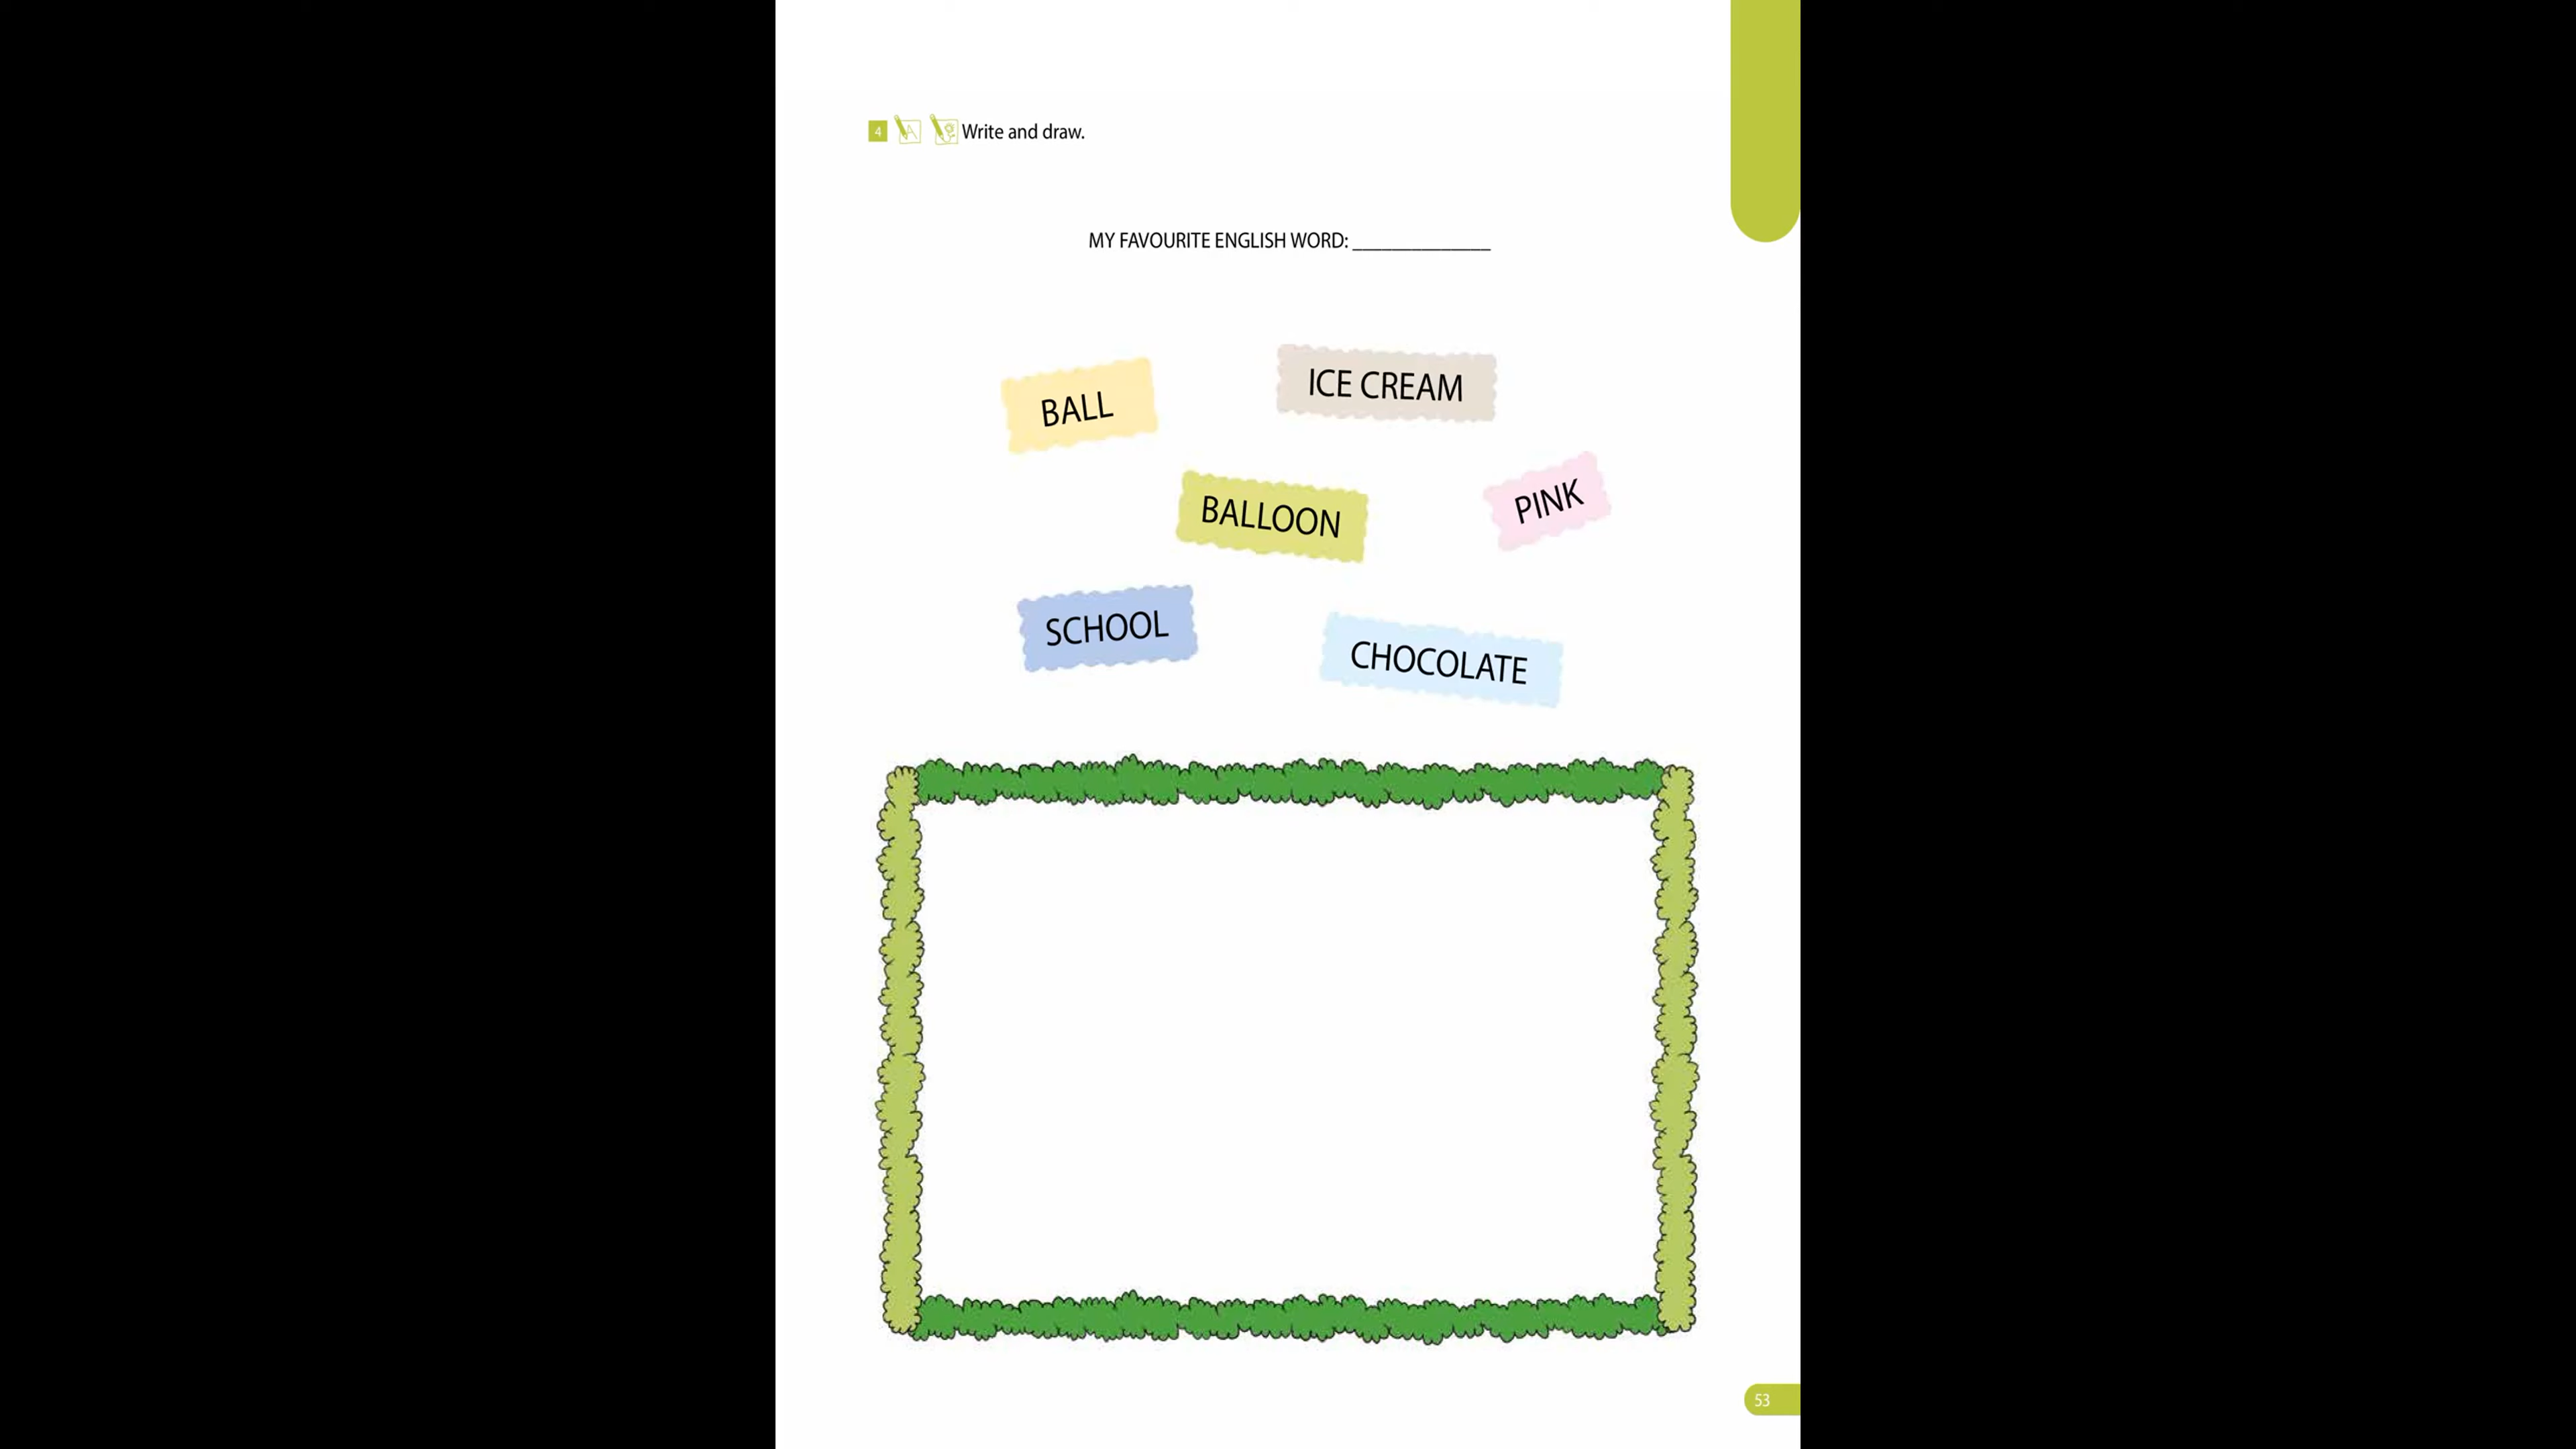 4 Write and draw.
MY FAVOURITE ENGLISH WORD: ______________
BALL
ICE CREAM
BALLOON
PINK
SCHOOL
CHOCOLATE
53